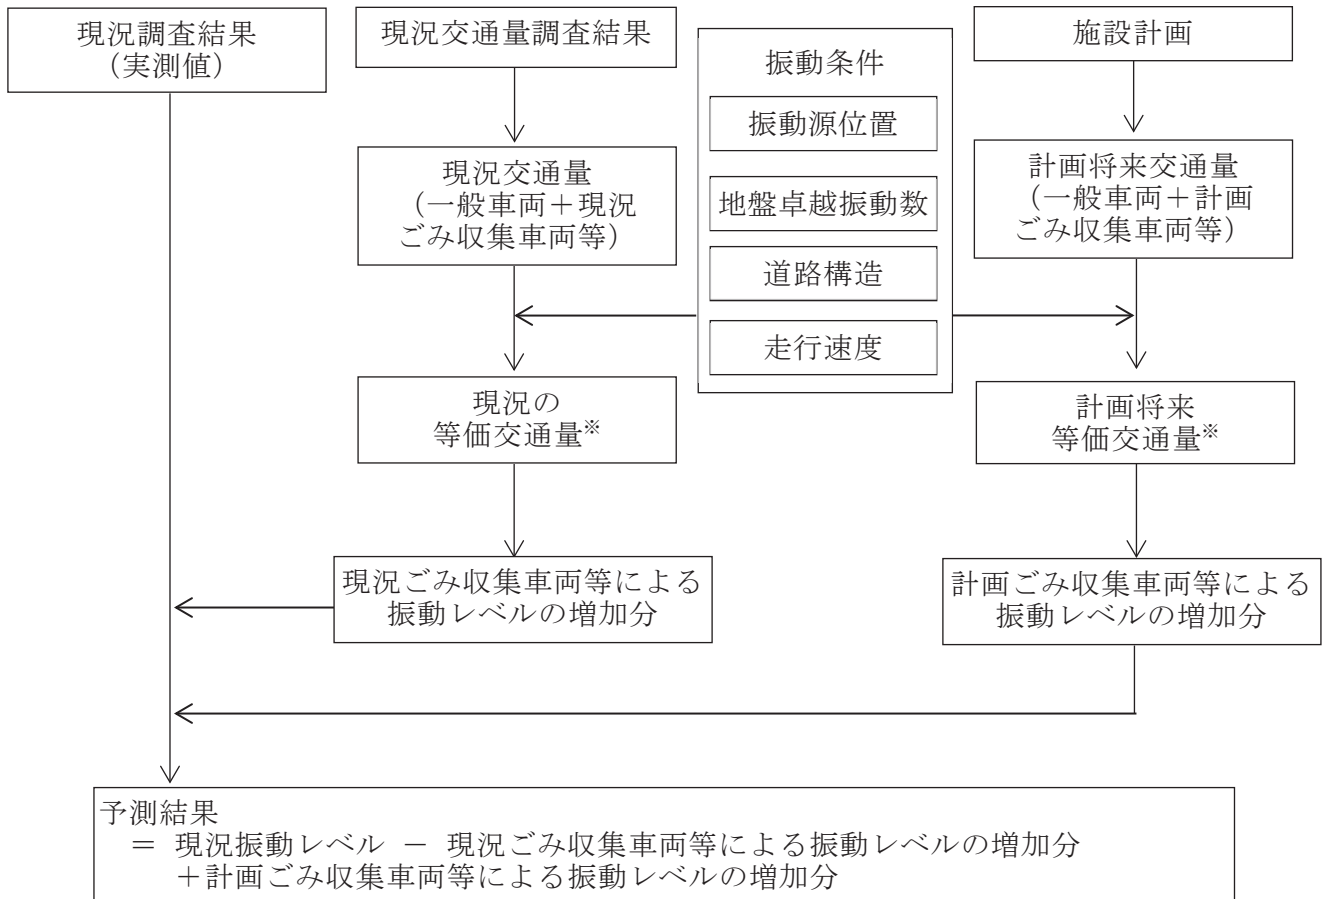 現況調査結果
（実測値）
現況交通量調査結果
施設計画
振動条件
振動源位置
地盤卓越振動数
道路構造
走行速度
現況交通量
（一般車両＋現況
ごみ収集車両等）
計画将来交通量
（一般車両＋計画
ごみ収集車両等）
現況の
等価交通量※
計画将来
等価交通量※
現況ごみ収集車両等による
振動レベルの増加分
計画ごみ収集車両等による
振動レベルの増加分
予測結果
＝ 現況振動レベル － 現況ごみ収集車両等による振動レベルの増加分
＋計画ごみ収集車両等による振動レベルの増加分